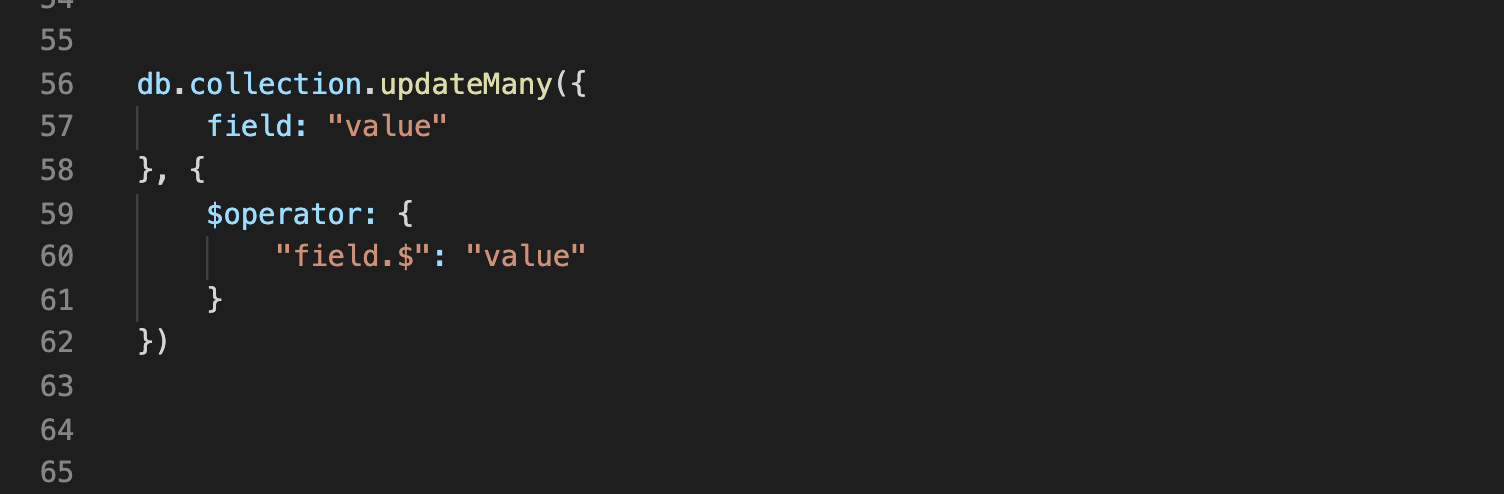 54
55
56 db.collection.updateMany({
57 field: "value"
58 }, {
59 $operator: {
60 "field.$": "value"
61 }
62 })
63
64
65